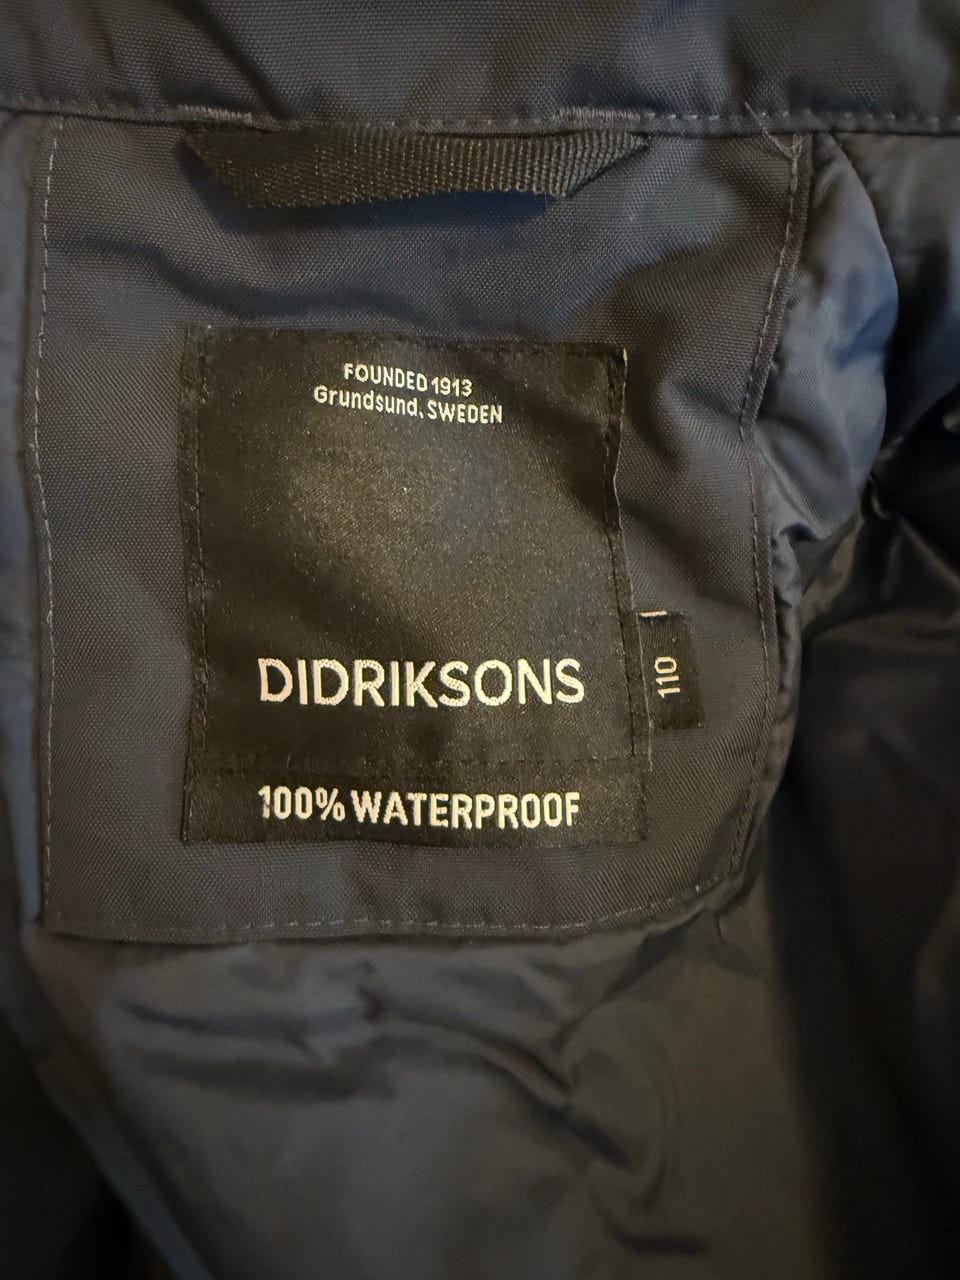 FOUNDED 1913
Grundsund, SWEDEN
DIDRIKSONS
110
100% WATERPROOF